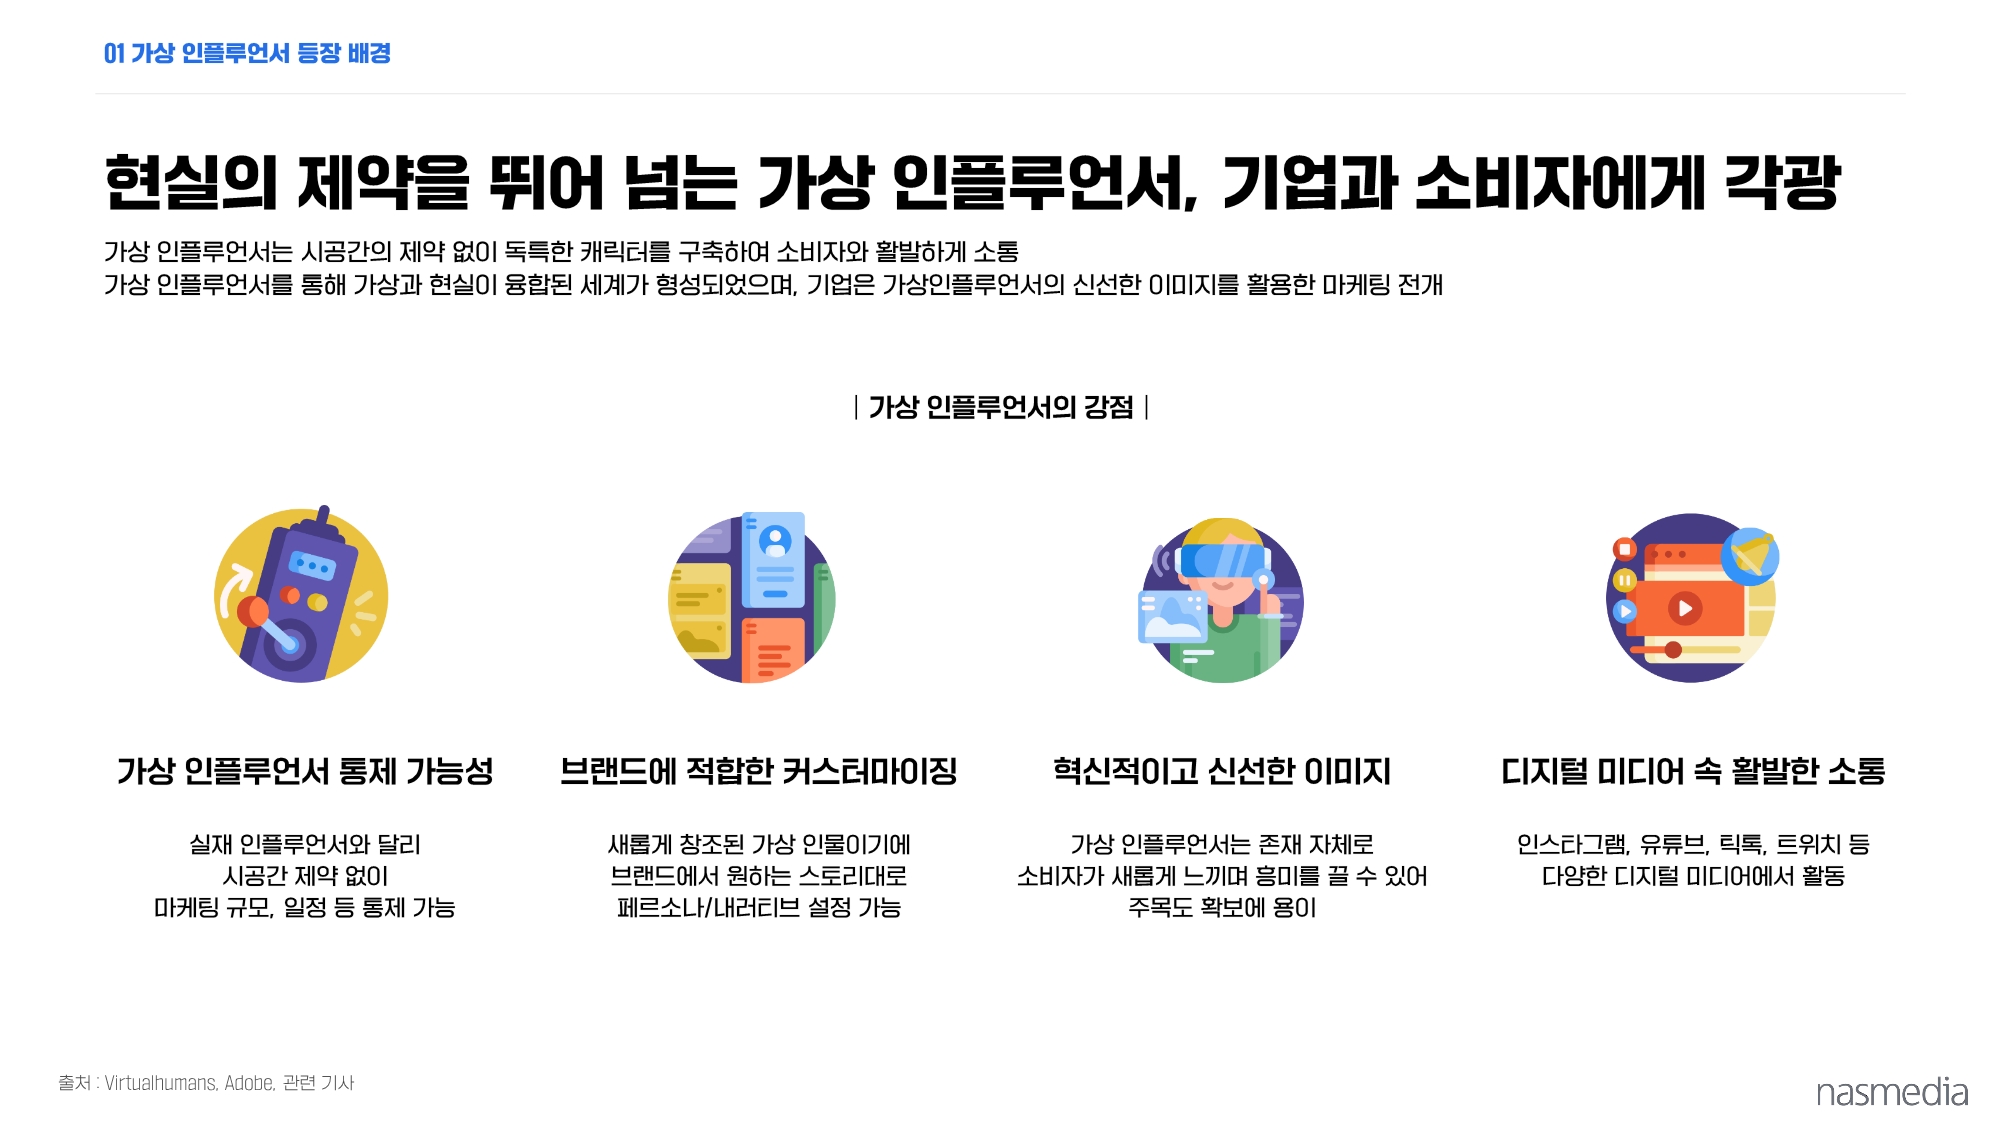 01 가상 인플루언서 등장 배경
현실의 제약을 뛰어 넘는 가상 인플루언서, 기업과 소비자에게 각광
가상 인플루언서는 시공간의 제약 없이 독특한 캐릭터를 구축하여 소비자와 활발하게 소통
가상 인플루언서를 통해 가상과 현실이 융합된 세계가 형성되었으며, 기업은 가상인플루언서의 신선한 이미지를 활용한 마케팅 전개
| 가상 인플루언서의 강점 |
가상 인플루언서 통제 가능성
실재 인플루언서와 달리
시공간 제약 없이
마케팅 규모, 일정 등 통제 가능
브랜드에 적합한 커스터마이징
새롭게 창조된 가상 인물이기에
브랜드에서 원하는 스토리대로
페르소나/내러티브 설정 가능
혁신적이고 신선한 이미지
가상 인플루언서는 존재 자체로
소비자가 새롭게 느끼며 흥미를 끌 수 있어
주목도 확보에 용이
디지털 미디어 속 활발한 소통
인스타그램, 유튜브, 틱톡, 트위치 등
다양한 디지털 미디어에서 활동
출처 : Virtualhumans, Adobe, 관련 기사
nasmedia